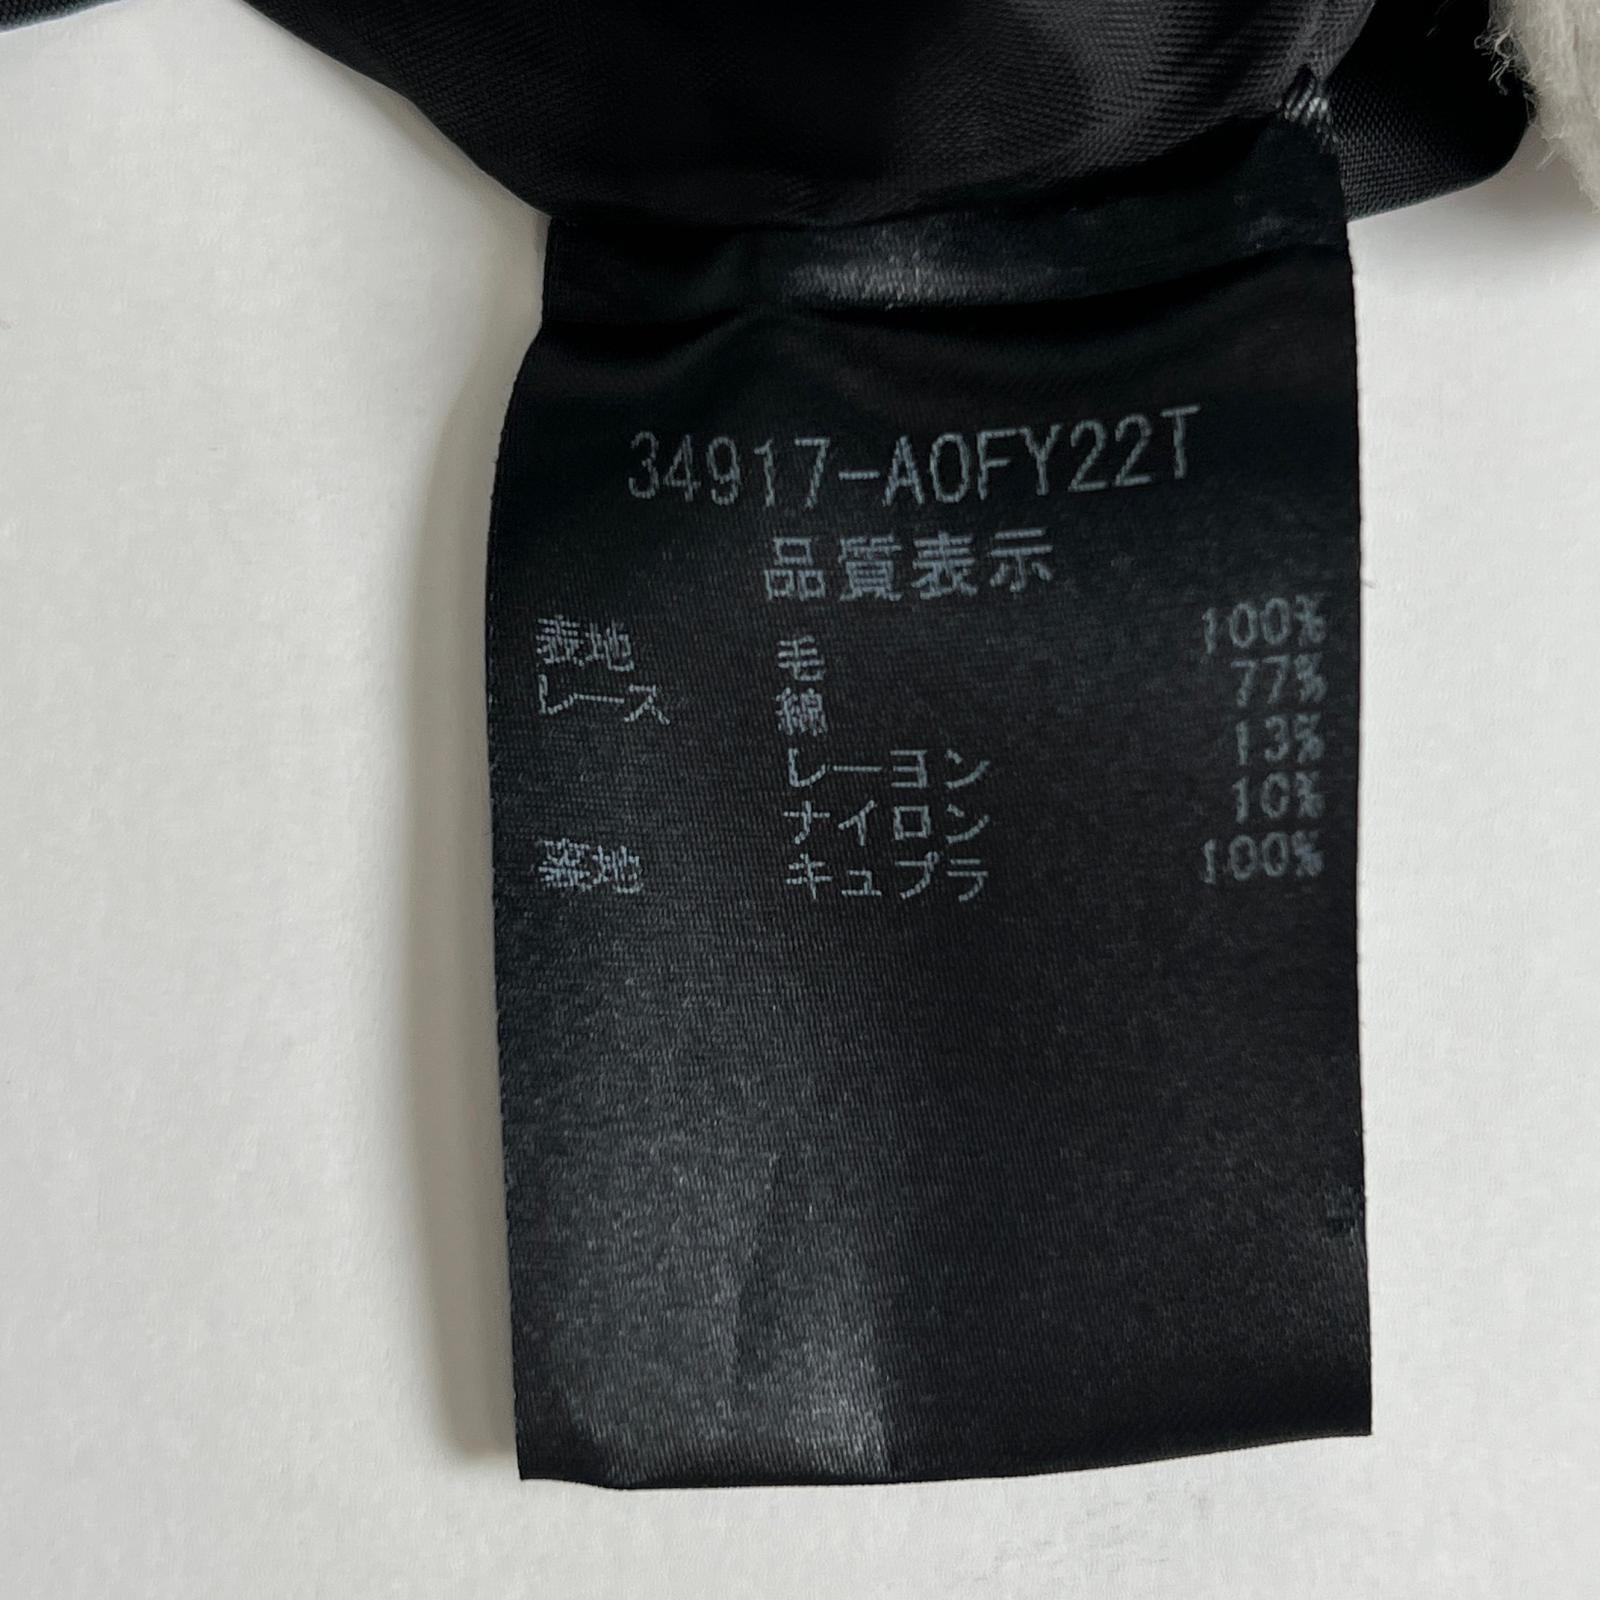 34917-A0FY22T
品質表示
表地 毛 100%
レース 綿 77%
レーヨン 13%
ナイロン 10%
裏地 キュプラ 100%